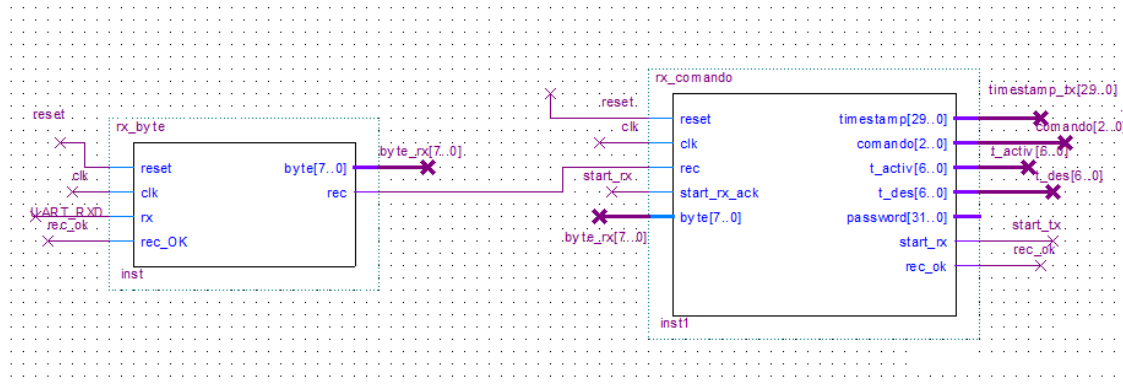 reset
rx_byte
reset
clk
clk
UART_RXD
rx
rec_ok
rec_OK
byte[7..0]
rec
byte_rx[7..0]
inst
rx_comando
reset
clk
start_rx
byte_rx[7..0]
reset
clk
rec
start_rx_ack
byte[7..0]
timestamp[29..0]
comando[2..0]
t_activ[6..0]
t_des[6..0]
password[31..0]
start_rx
rec_ok
timestamp_tx[29..0]
comando[2..0
t_activ[6..0]
t_des[6..0]
start_tx
rec_ok
inst1